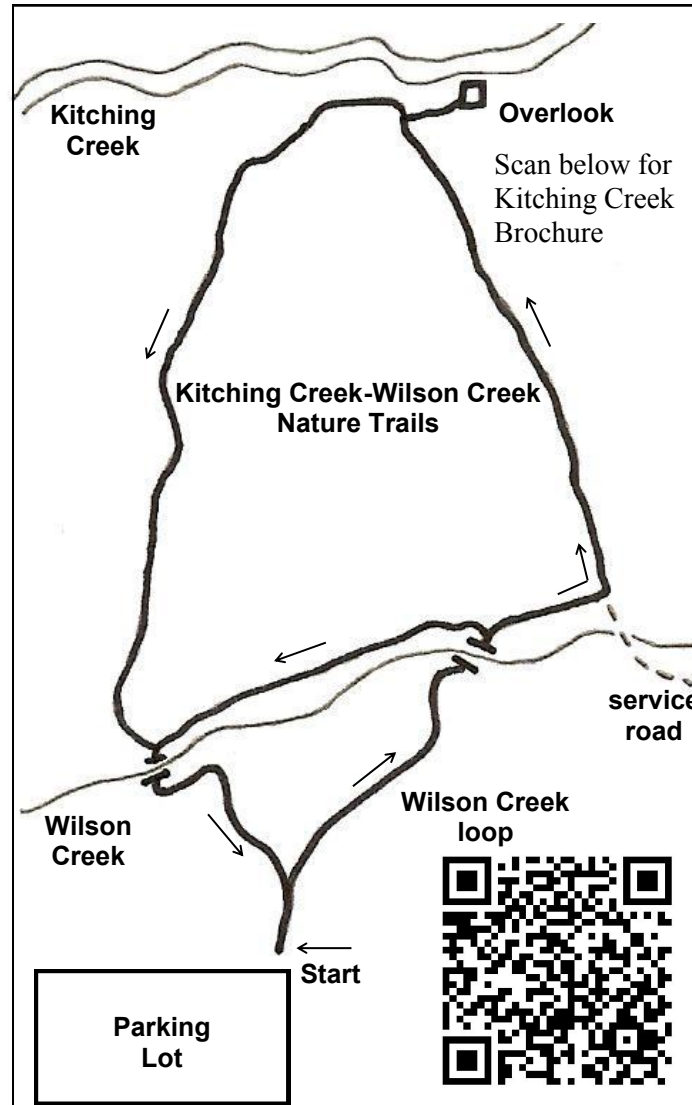 Kitching
Creek
Overlook
Scan below for
Kitching Creek
Brochure
Kitching Creek-Wilson Creek
Nature Trails
service
road
Wilson
Creek
Wilson Creek
loop
Start
Parking
Lot